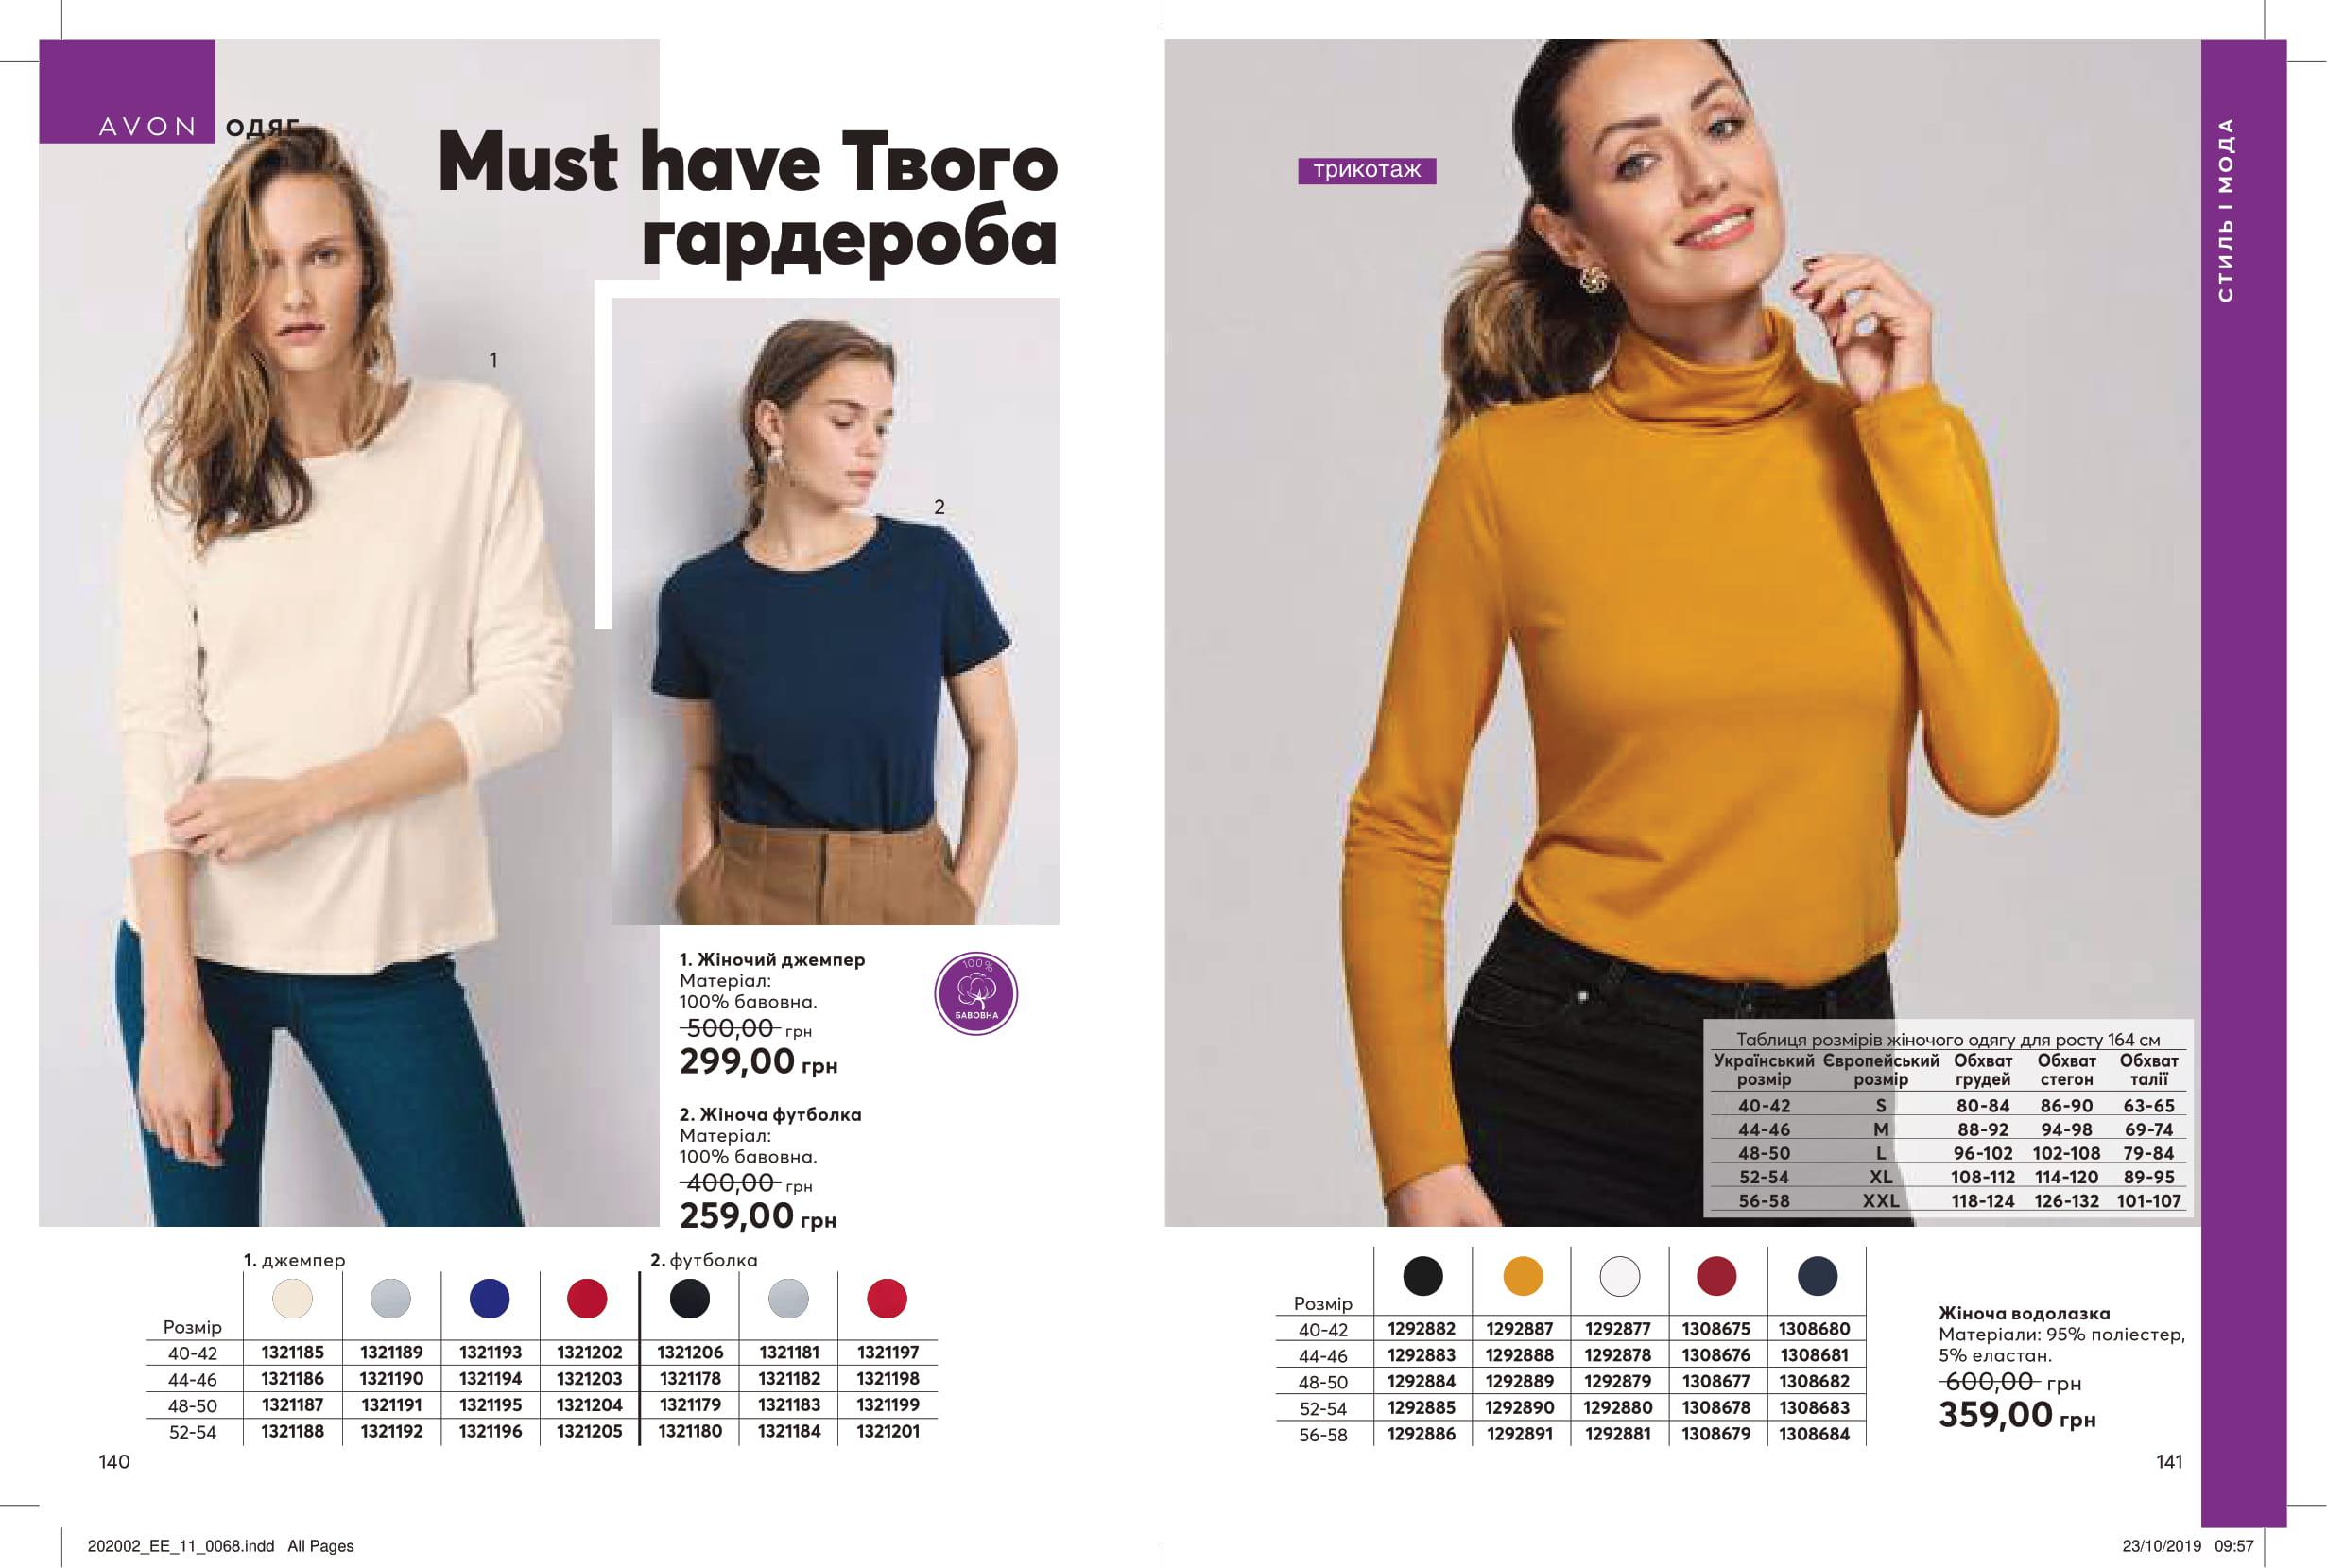 AVON ОДЯГ
Must have Твого
гардероба
1
2
1. Жіночий джемпер
Матеріал:
100% бавовна.
500,00 грн
299,00 грн
100%
БАВОВНА
2. Жіноча футболка
Матеріал:
100% бавовна.
400,00 грн
259,00 грн
1. джемпер 2. футболка
Розмір
40-42 1321185 1321189 1321193 1321202 1321206 1321181 1321197
44-46 1321186 1321190 1321194 1321203 1321178 1321182 1321198
48-50 1321187 1321191 1321195 1321204 1321179 1321183 1321199
52-54 1321188 1321192 1321196 1321205 1321180 1321184 1321201
140
трикотаж
СТИЛЬ І МОДА
Таблиця розмірів жіночого одягу для росту 164 см
Український Європейський Обхват Обхват Обхват
розмір розмір грудей стегон талії
40-42 S 80-84 86-90 63-65
44-46 M 88-92 94-98 69-74
48-50 L 96-102 102-108 79-84
52-54 XL 108-112 114-120 89-95
56-58 XXL 118-124 126-132 101-107
Розмір
40-42 1292882 1292887 1292877 1308675 1308680
44-46 1292883 1292888 1292878 1308676 1308681
48-50 1292884 1292889 1292879 1308677 1308682
52-54 1292885 1292890 1292880 1308678 1308683
56-58 1292886 1292891 1292881 1308679 1308684
Жіноча водолазка
Матеріали: 95% поліестер,
5% еластан.
600,00 грн
359,00 грн
141
202002_EE_11_0068.indd All Pages
23/10/2019 09:57